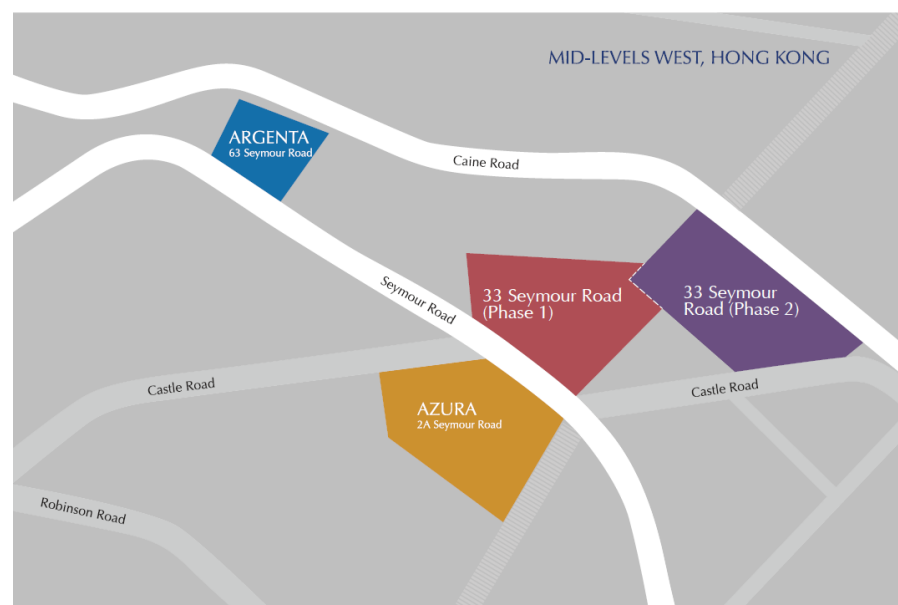 MID-LEVELS WEST, HONG KONG
ARGENTA
63 Seymour Road
Caine Road
Seymour Road
33 Seymour Road
(Phase 1)
33 Seymour
Road (Phase 2)
Castle Road
Castle Road
AZURA
2A Seymour Road
Robinson Road